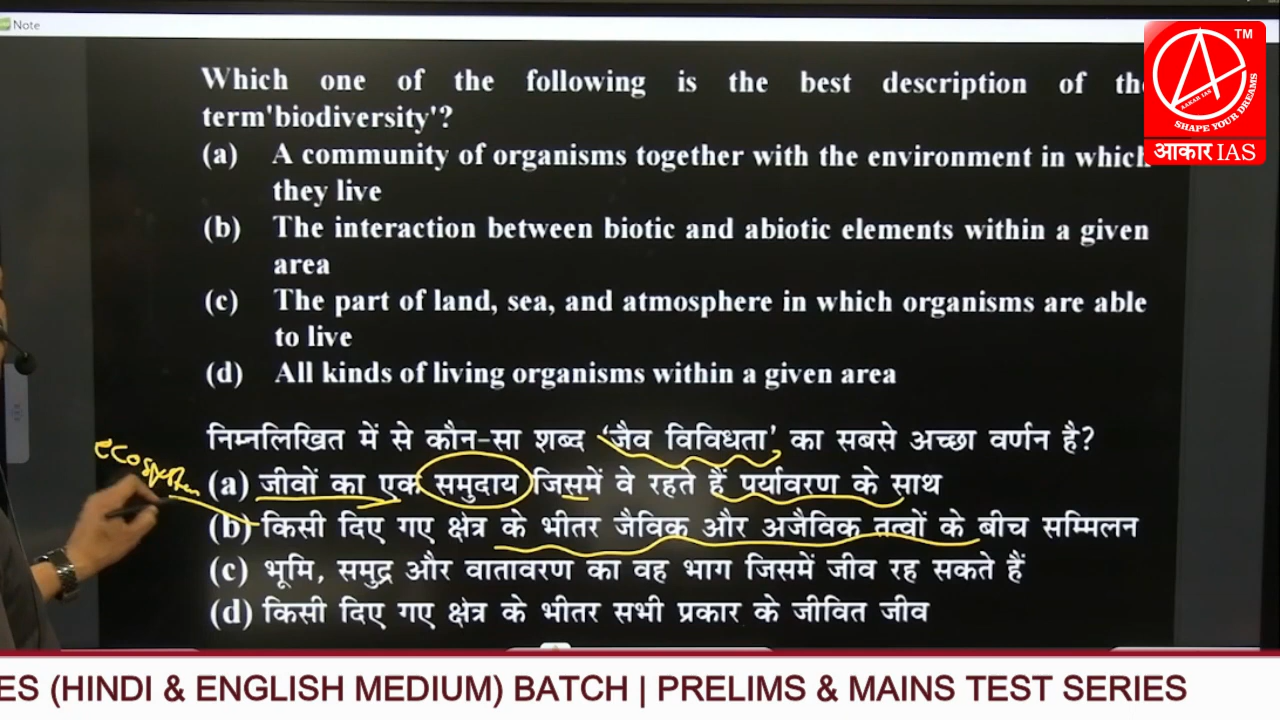 Note
TM
AAKAR IAS
SHAPE YOUR DREAMS
आकार IAS
Which one of the following is the best description of the
term'biodiversity'?
(a) A community of organisms together with the environment in which
they live
(b) The interaction between biotic and abiotic elements within a given
area
(c) The part of land, sea, and atmosphere in which organisms are able
to live
(d) All kinds of living organisms within a given area
निम्नलिखित में से कौन-सा शब्द 'जैव विविधता' का सबसे अच्छा वर्णन है?
ecosystem
(a) जीवों का एक समुदाय जिसमें वे रहते हैं पर्यावरण के साथ
(b) किसी दिए गए क्षेत्र के भीतर जैविक और अजैविक तत्वों के बीच सम्मिलन
(c) भूमि, समुद्र और वातावरण का वह भाग जिसमें जीव रह सकते हैं
(d) किसी दिए गए क्षेत्र के भीतर सभी प्रकार के जीवित जीव
ES (HINDI & ENGLISH MEDIUM) BATCH | PRELIMS & MAINS TEST SERIES